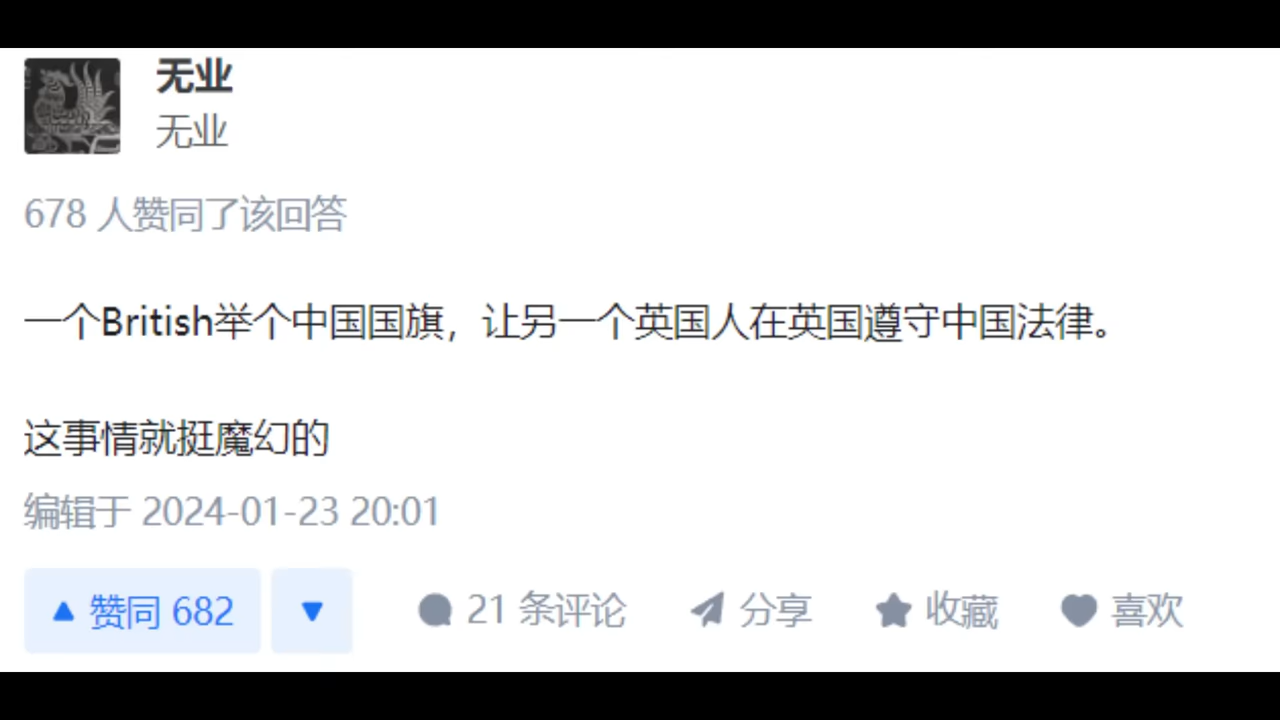 无业
无业
678 人赞同了该回答
一个British举个中国国旗，让另一个英国人在英国遵守中国法律。
这事情就挺魔幻的
编辑于 2024-01-23 20:01
赞同 682 21 条评论 分享 收藏 喜欢